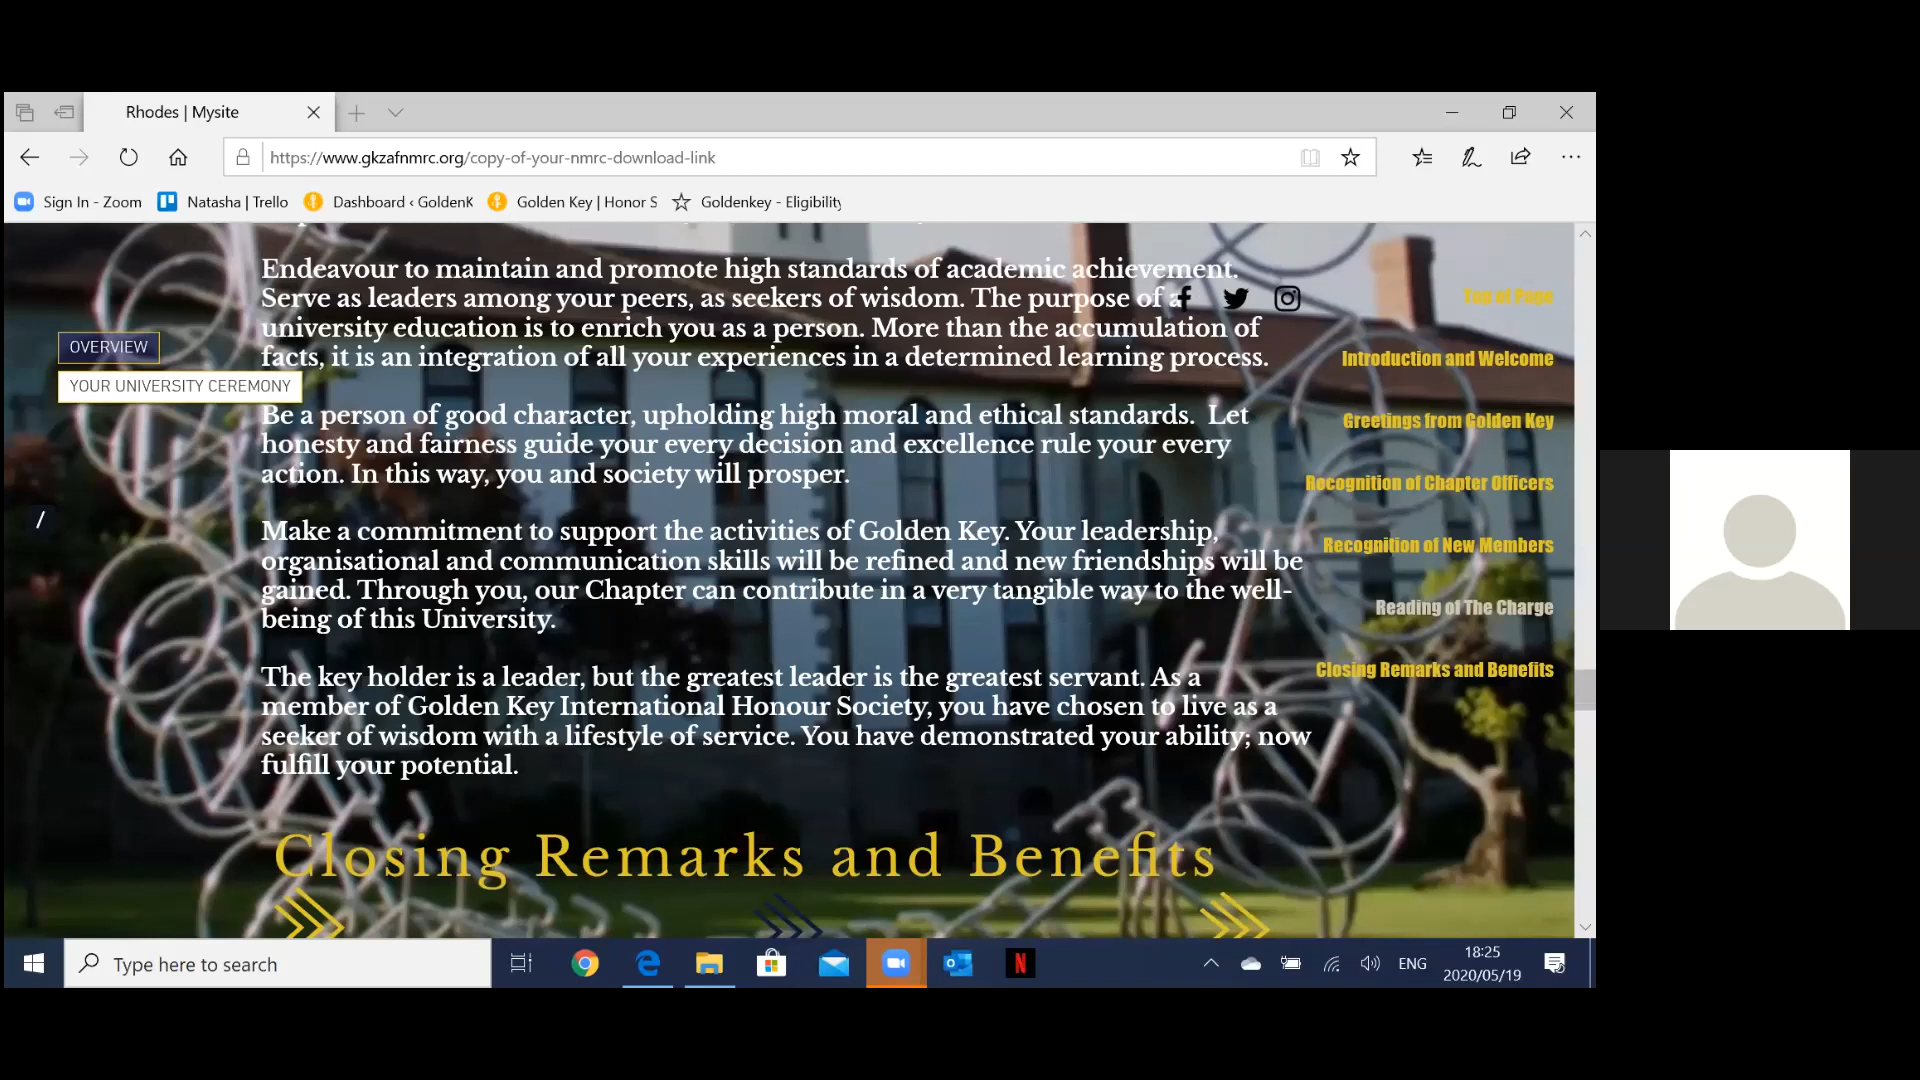 Rhodes | Mysite
https://www.gkzafnmrc.org/copy-of-your-nmrc-download-link
Sign In - Zoom
Natasha | Trello
Dashboard ‹ GoldenK
Golden Key | Honor S
Goldenkey - Eligibility
Endeavour to maintain and promote high standards of academic achievement.
Serve as leaders among your peers, as seekers of wisdom. The purpose of a
university education is to enrich you as a person. More than the accumulation of
facts, it is an integration of all your experiences in a determined learning process.
OVERVIEW
YOUR UNIVERSITY CEREMONY
Be a person of good character, upholding high moral and ethical standards. Let
honesty and fairness guide your every decision and excellence rule your every
action. In this way, you and society will prosper.
/
Make a commitment to support the activities of Golden Key. Your leadership,
organisational and communication skills will be refined and new friendships will be
gained. Through you, our Chapter can contribute in a very tangible way to the well-
being of this University.
The key holder is a leader, but the greatest leader is the greatest servant. As a
member of Golden Key International Honour Society, you have chosen to live as a
seeker of wisdom with a lifestyle of service. You have demonstrated your ability; now
fulfill your potential.
Top of Page
Introduction and Welcome
Greetings from Golden Key
Recognition of Chapter Officers
Recognition of New Members
Reading of The Charge
Closing Remarks and Benefits
Closing Remarks and Benefits
Type here to search
N
ENG
18:25
2020/05/19